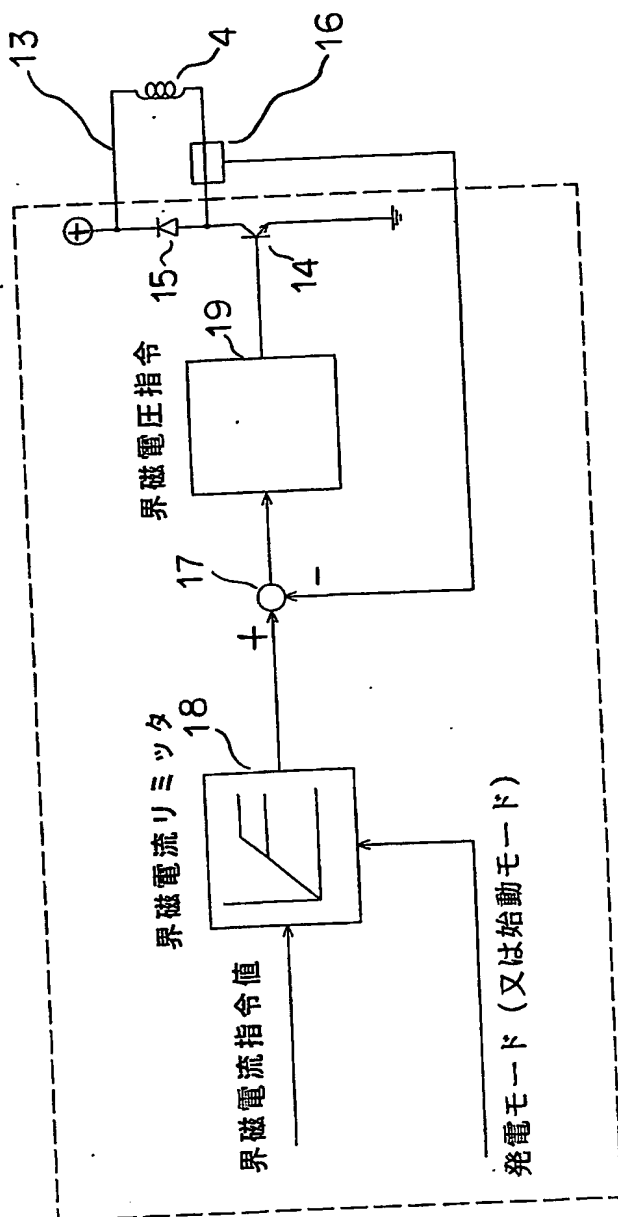 界磁電流指令値
発電モード (又は始動モード)
界磁電流リミッタ
18
+
-
17
界磁電圧指令
19
14
15
+
16
4
13